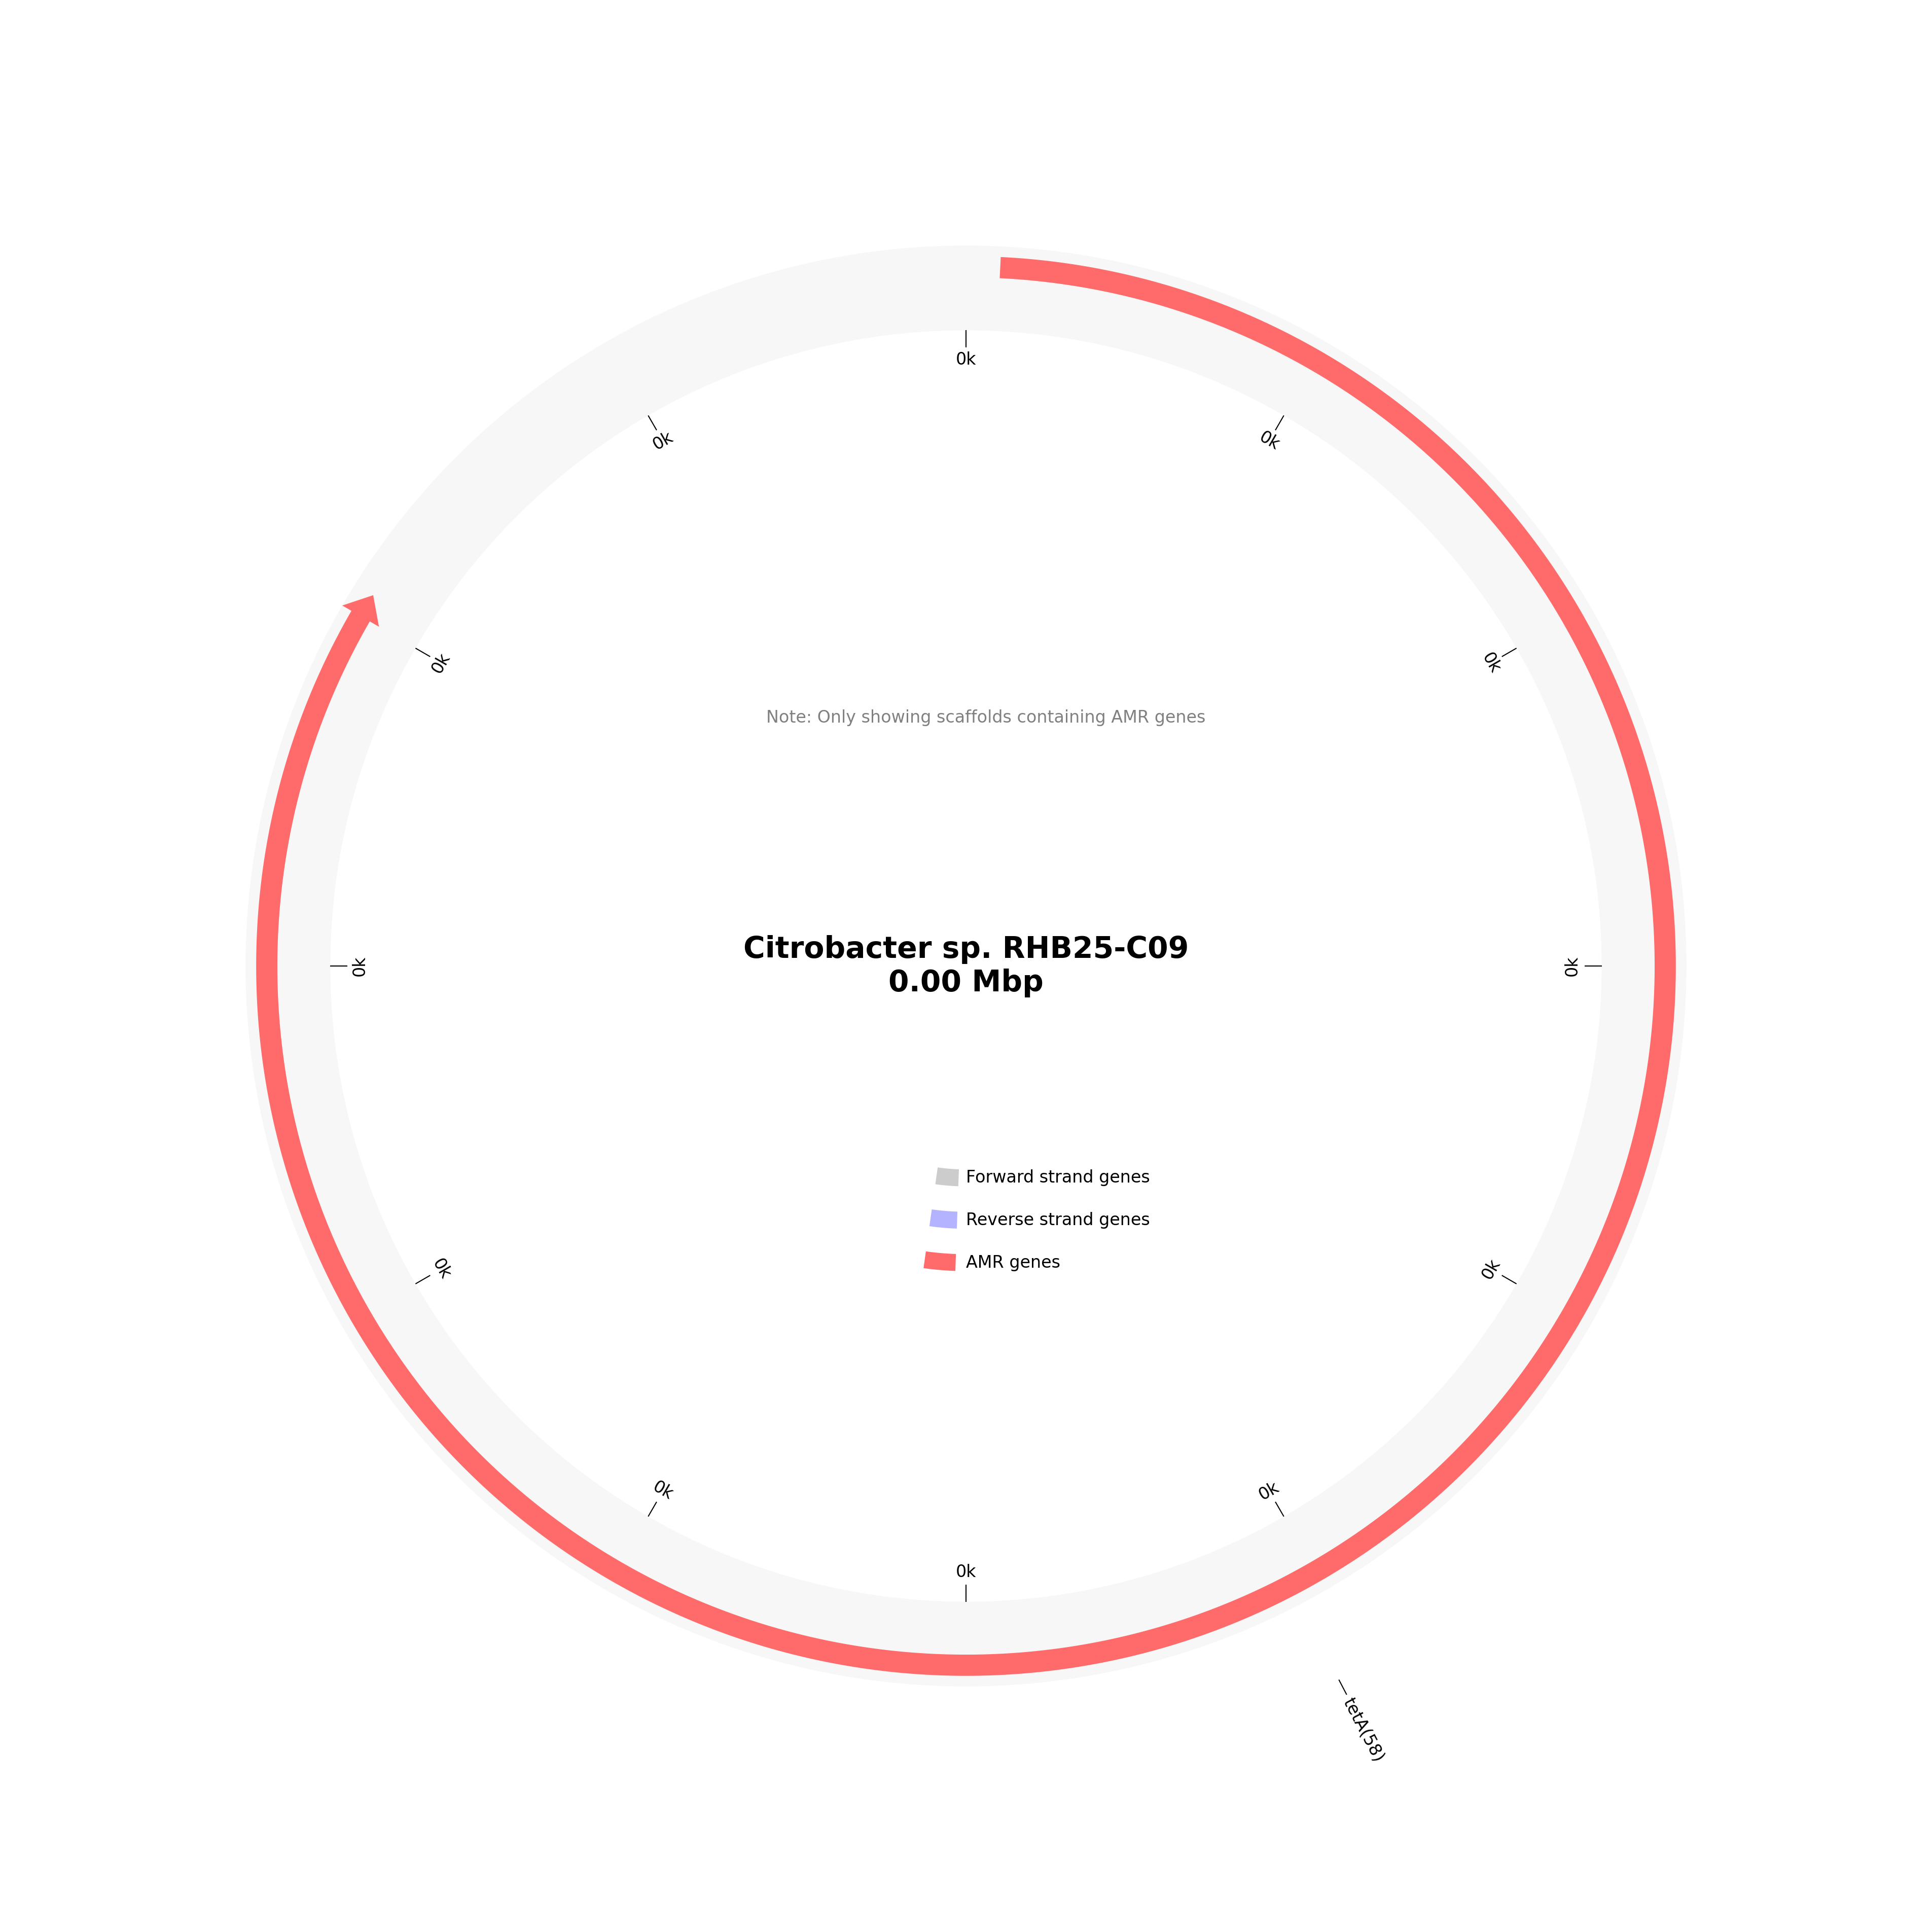 0k
0k
0k
0k
0k
0k
0k
0k
0k
0k
0k
0k
Note: Only showing scaffolds containing AMR genes
Citrobacter sp. RHB25-C09
0.00 Mbp
Forward strand genes
Reverse strand genes
AMR genes
tetA(58)